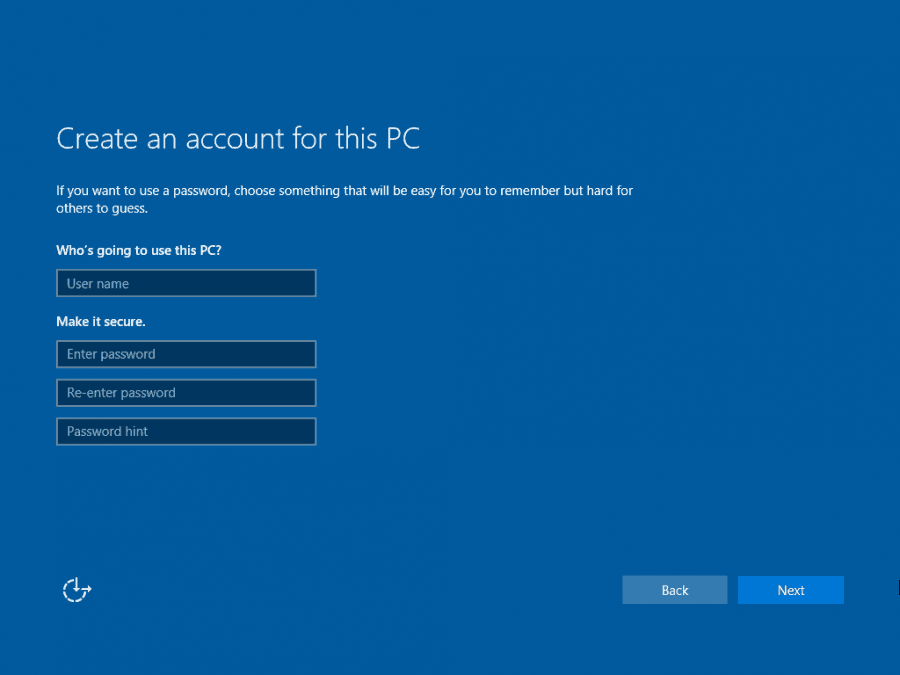 Create an account for this PC
If you want to use a password, choose something that will be easy for you to remember but hard for
others to guess.
Who's going to use this PC?
User name
Make it secure.
Enter password
Re-enter password
Password hint
Back
Next